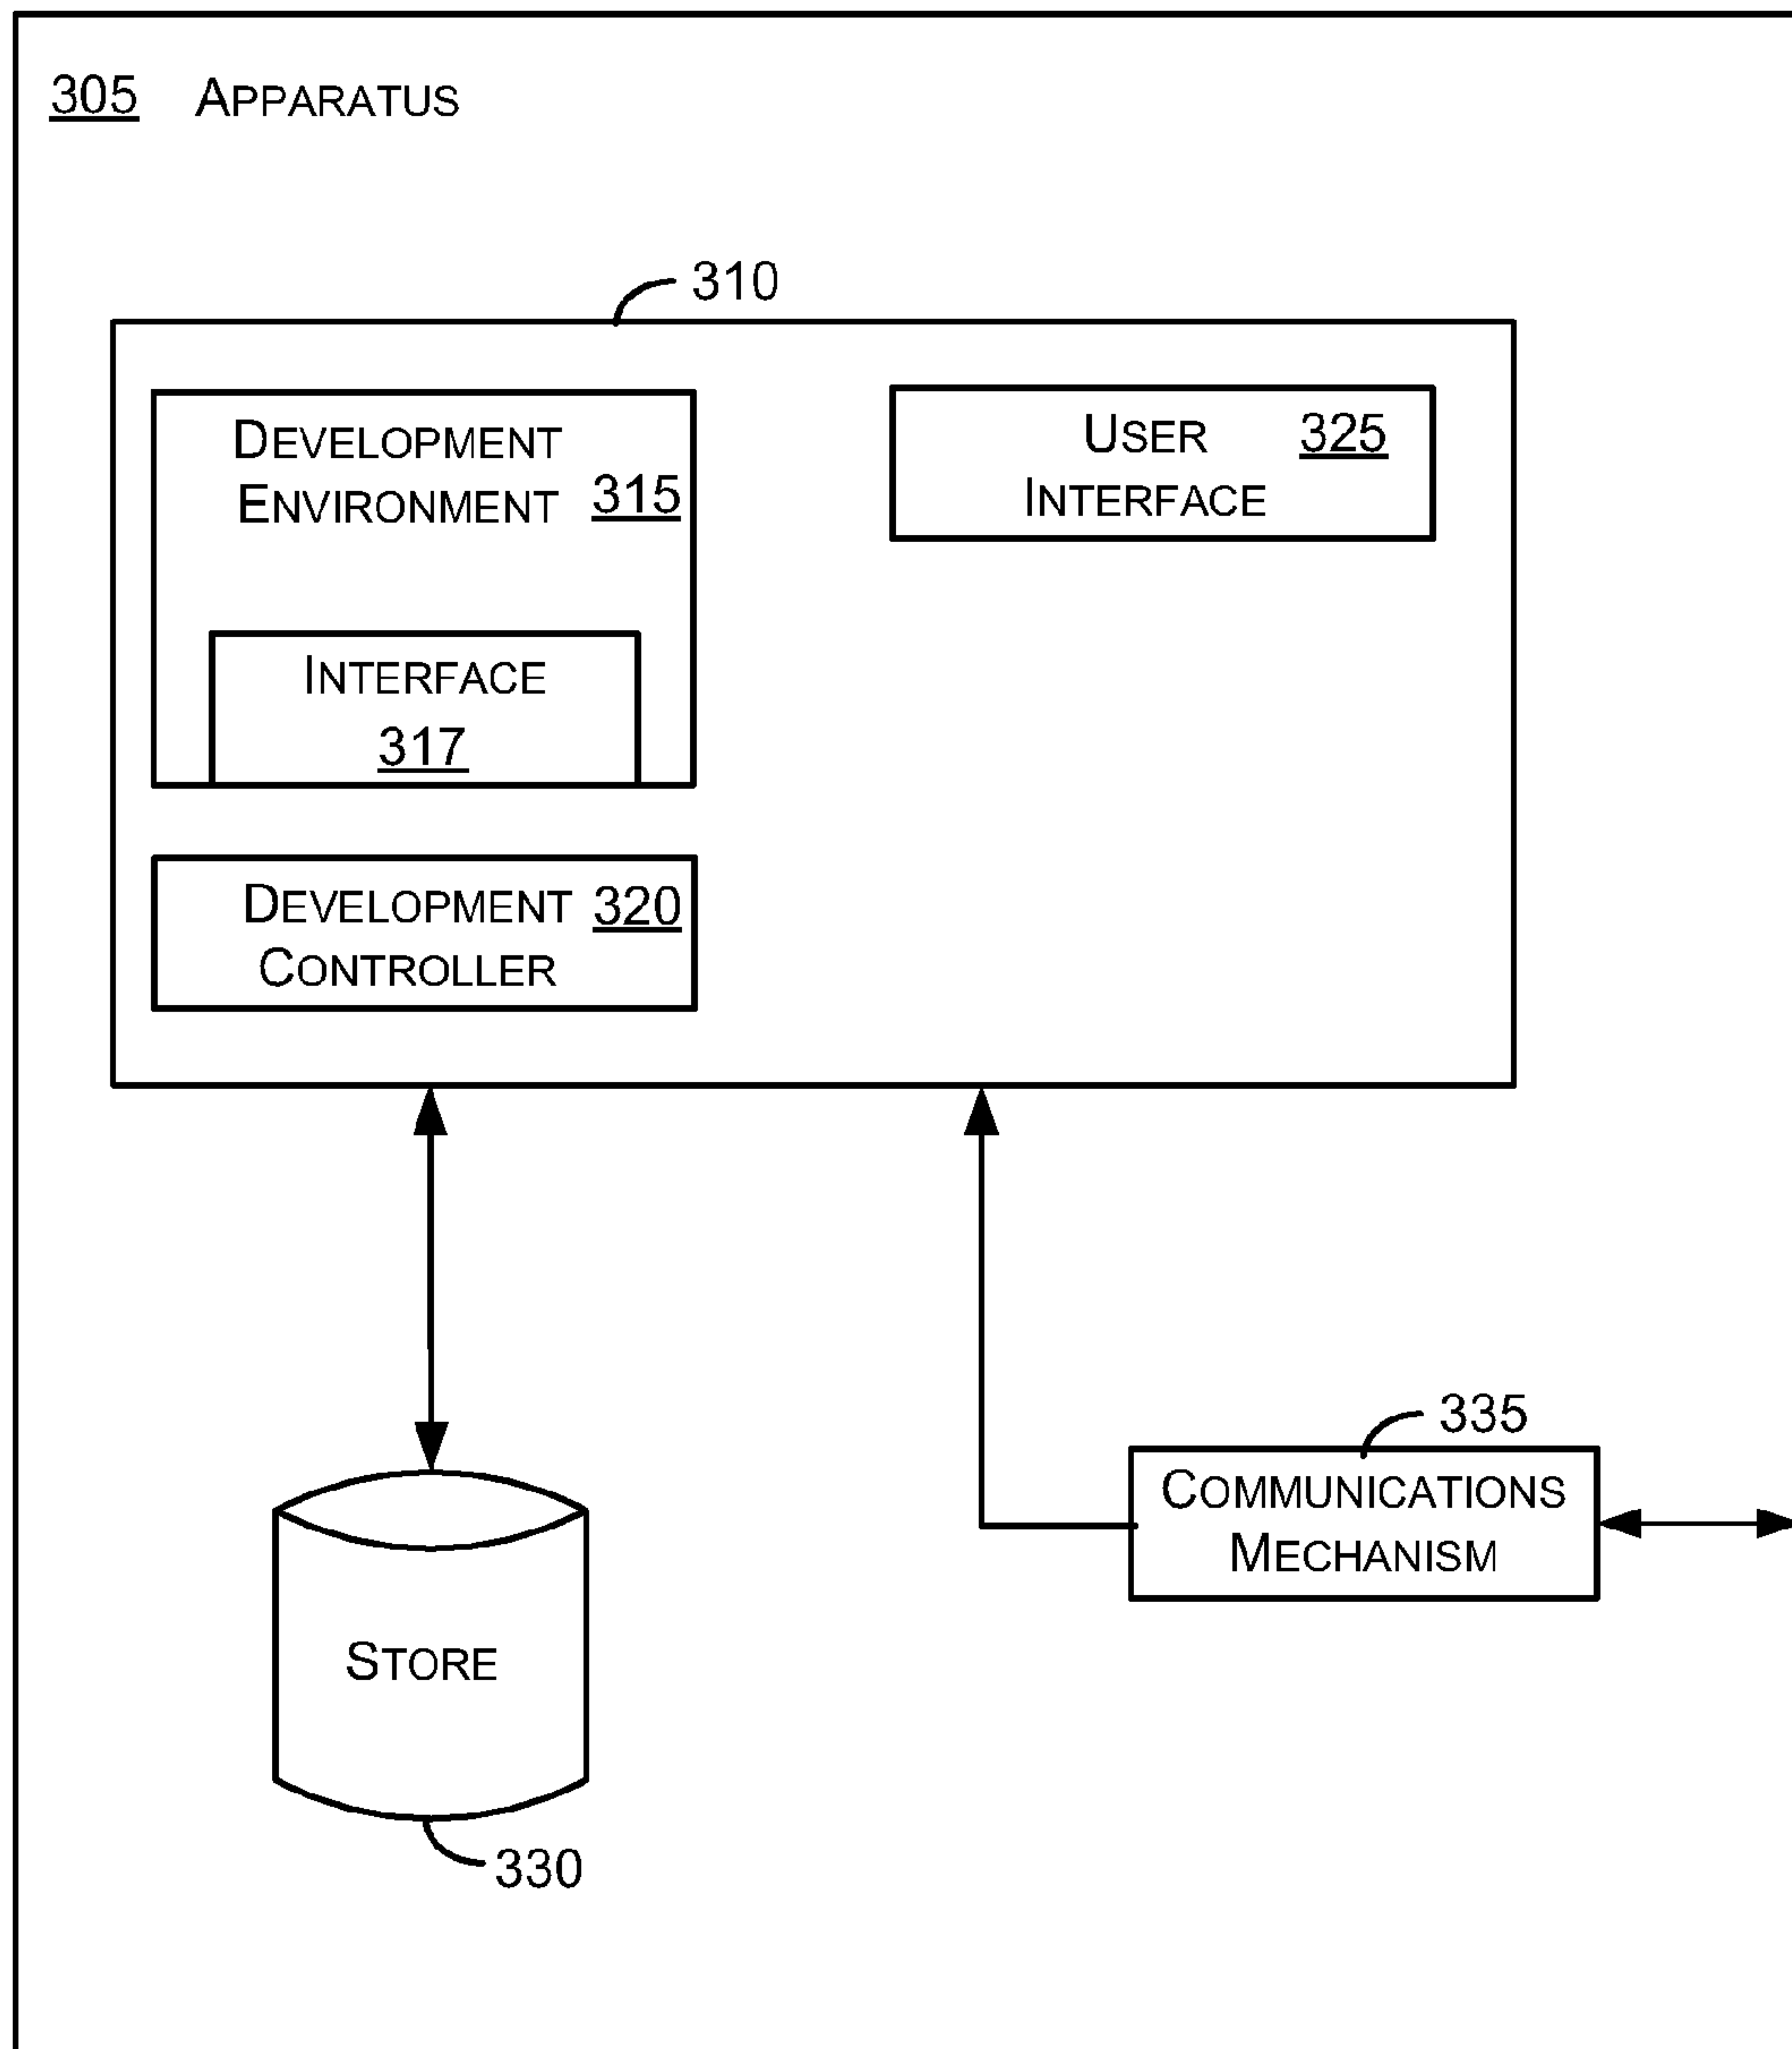 305 APPARATUS
310
DEVELOPMENT
ENVIRONMENT 315
INTERFACE
317
USER 325
INTERFACE
DEVELOPMENT 320
CONTROLLER
335
COMMUNICATIONS
MECHANISM
STORE
330